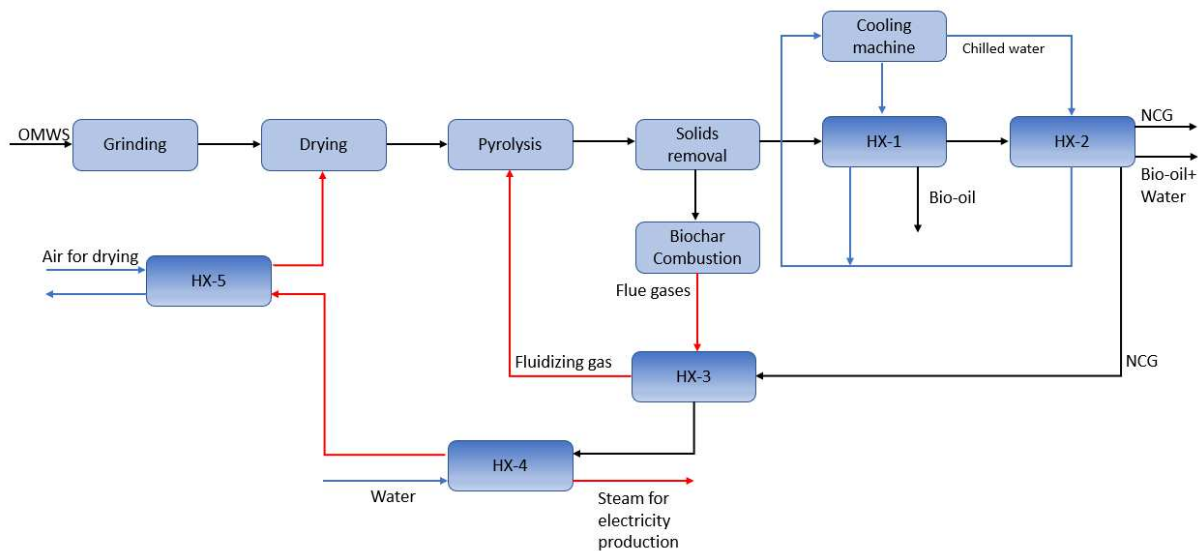 Cooling
machine
Chilled water
OMWS
Grinding
Drying
Pyrolysis
Solids
removal
HX-1
HX-2
NCG
Bio-oil+
Water
Bio-oil
Biochar
Combustion
Air for drying
HX-5
Flue gases
Fluidizing gas
HX-3
NCG
HX-4
Water
Steam for
electricity
production